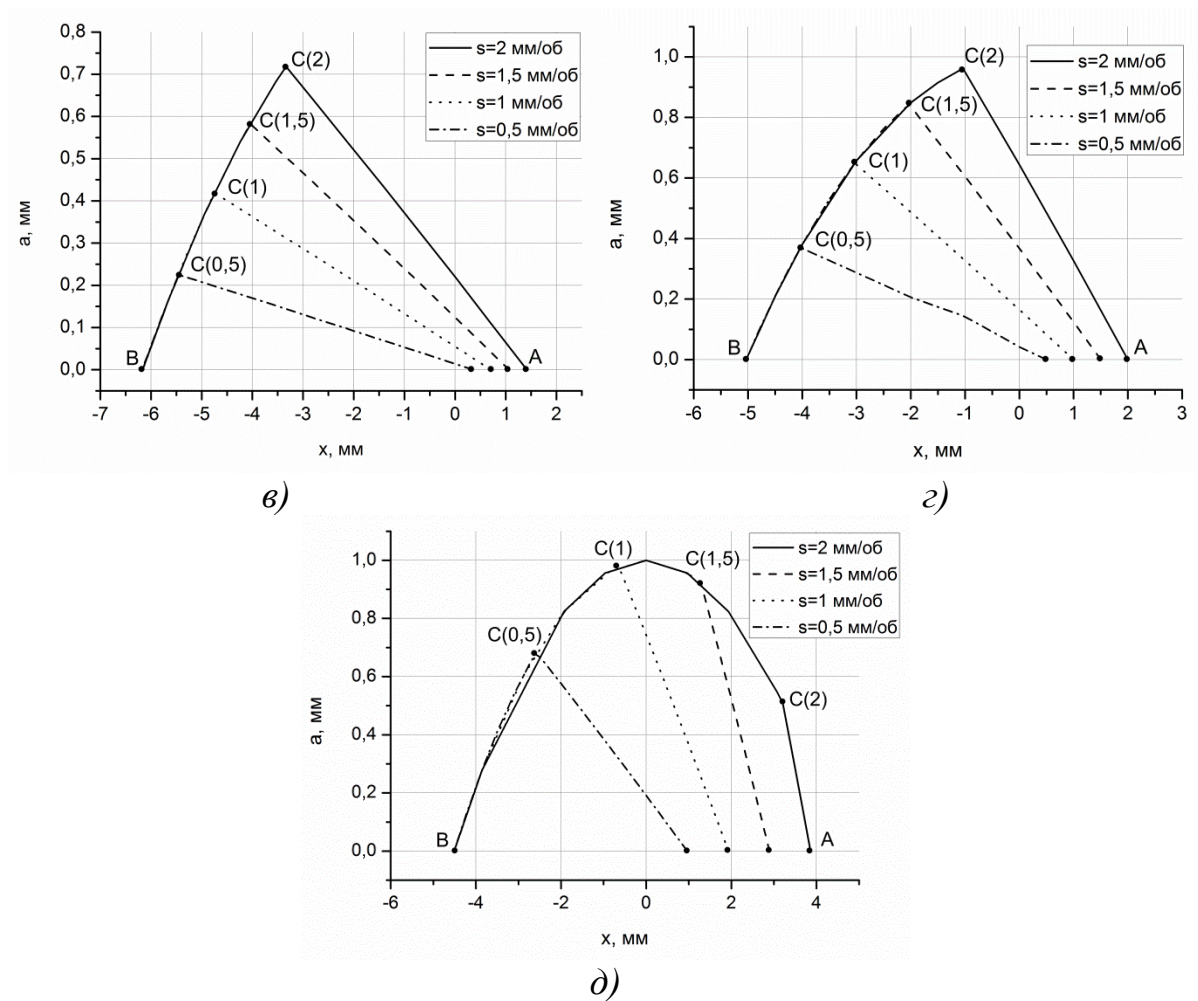 0,8
0,7
0,6
0,5
0,4
0,3
0,2
0,1
0,0
a, мм
-7 -6 -5 -4 -3 -2 -1 0 1 2
x, мм
C(2)
C(1,5)
C(1)
C(0,5)
B
A
s=2 мм/об
s=1,5 мм/об
s=1 мм/об
s=0,5 мм/об
в)
1,0
0,8
0,6
0,4
0,2
0,0
a, мм
-6 -5 -4 -3 -2 -1 0 1 2 3
x, мм
C(2)
C(1,5)
C(1)
C(0,5)
B
A
s=2 мм/об
s=1,5 мм/об
s=1 мм/об
s=0,5 мм/об
г)
1,0
0,8
0,6
0,4
0,2
0,0
a, мм
-6 -4 -2 0 2 4
x, мм
C(1)
C(1,5)
C(0,5)
C(2)
B
A
s=2 мм/об
s=1,5 мм/об
s=1 мм/об
s=0,5 мм/об
д)